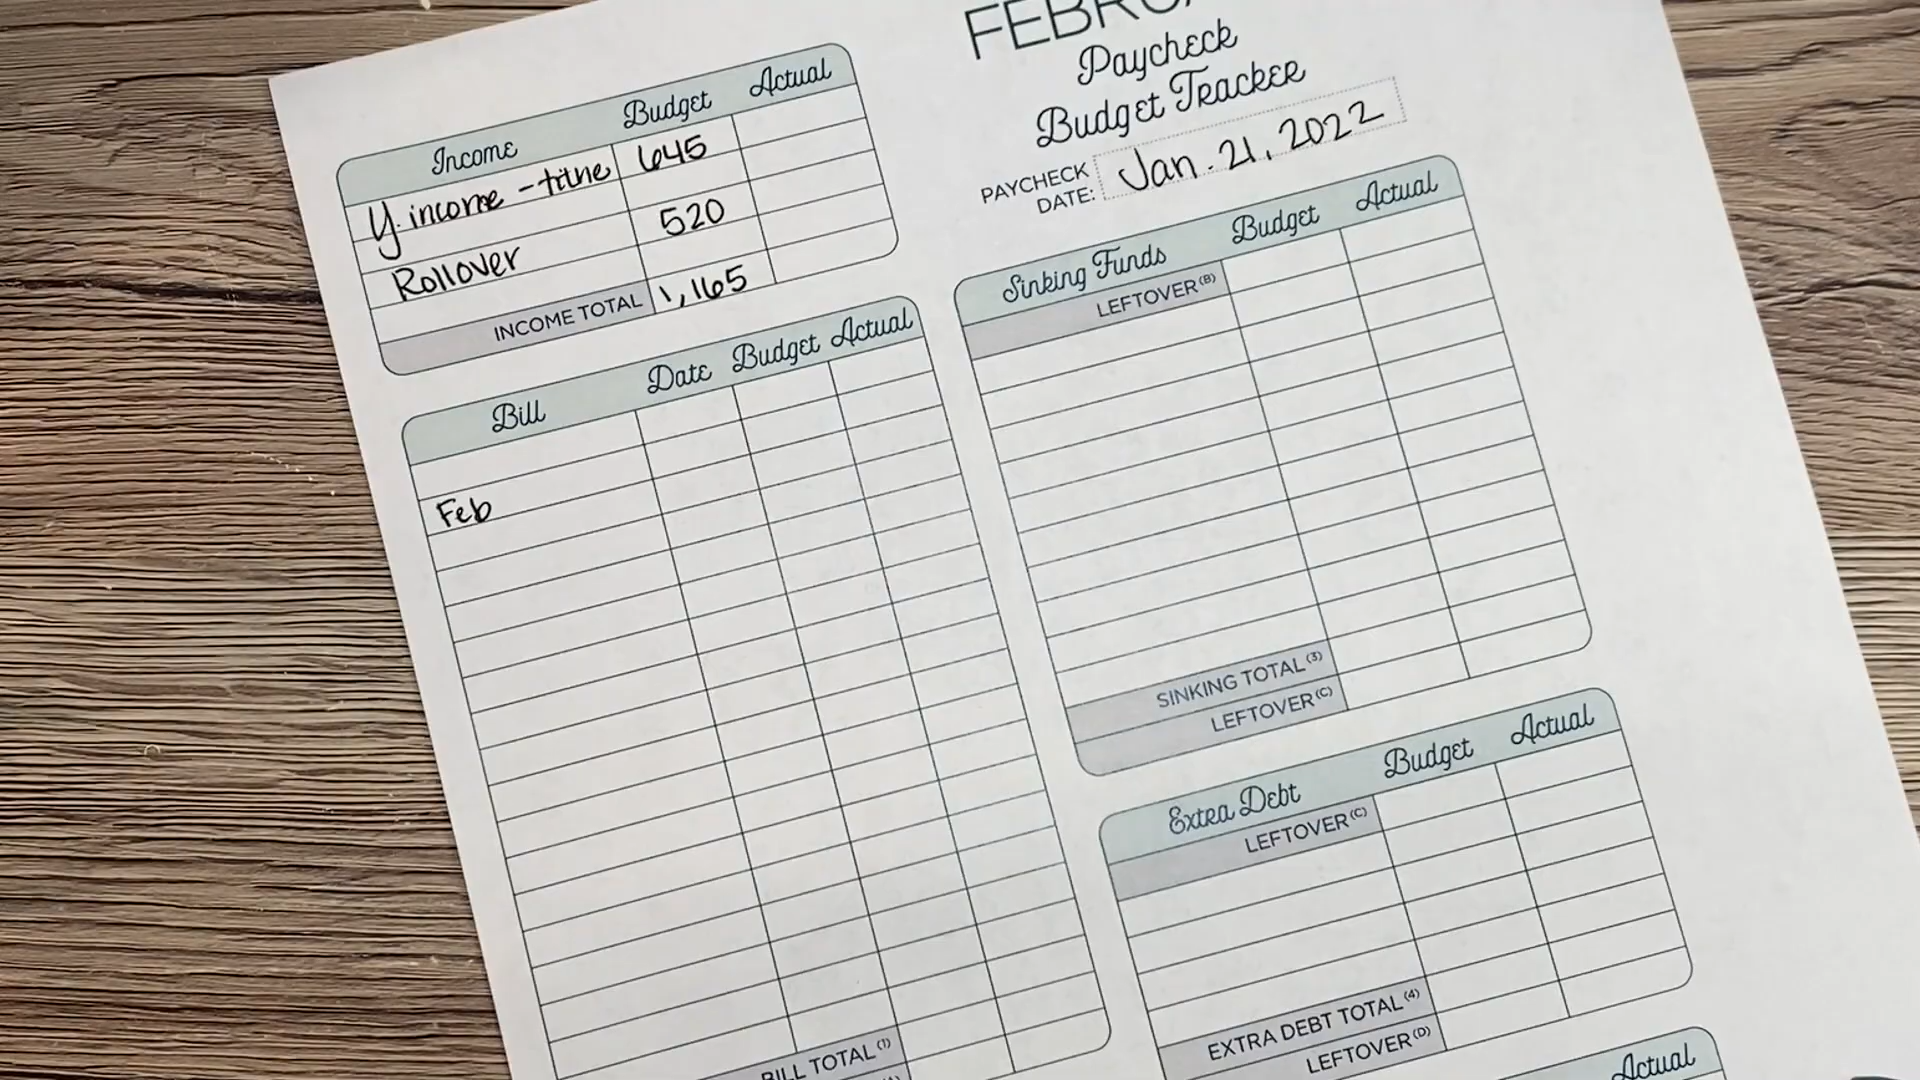 Paycheck
Budget Tracker
PAYCHECK
DATE: Jan. 21, 2022
Income Budget Actual
Y. income - tithe 645
Rollover 520
INCOME TOTAL 1,165
Bill Date Budget Actual
Feb
BILL TOTAL(1)
Sinking Funds Budget Actual
LEFTOVER(B)
SINKING TOTAL(3)
LEFTOVER(C)
Extra Debt Budget Actual
LEFTOVER(C)
EXTRA DEBT TOTAL(4)
LEFTOVER(D)
Actual